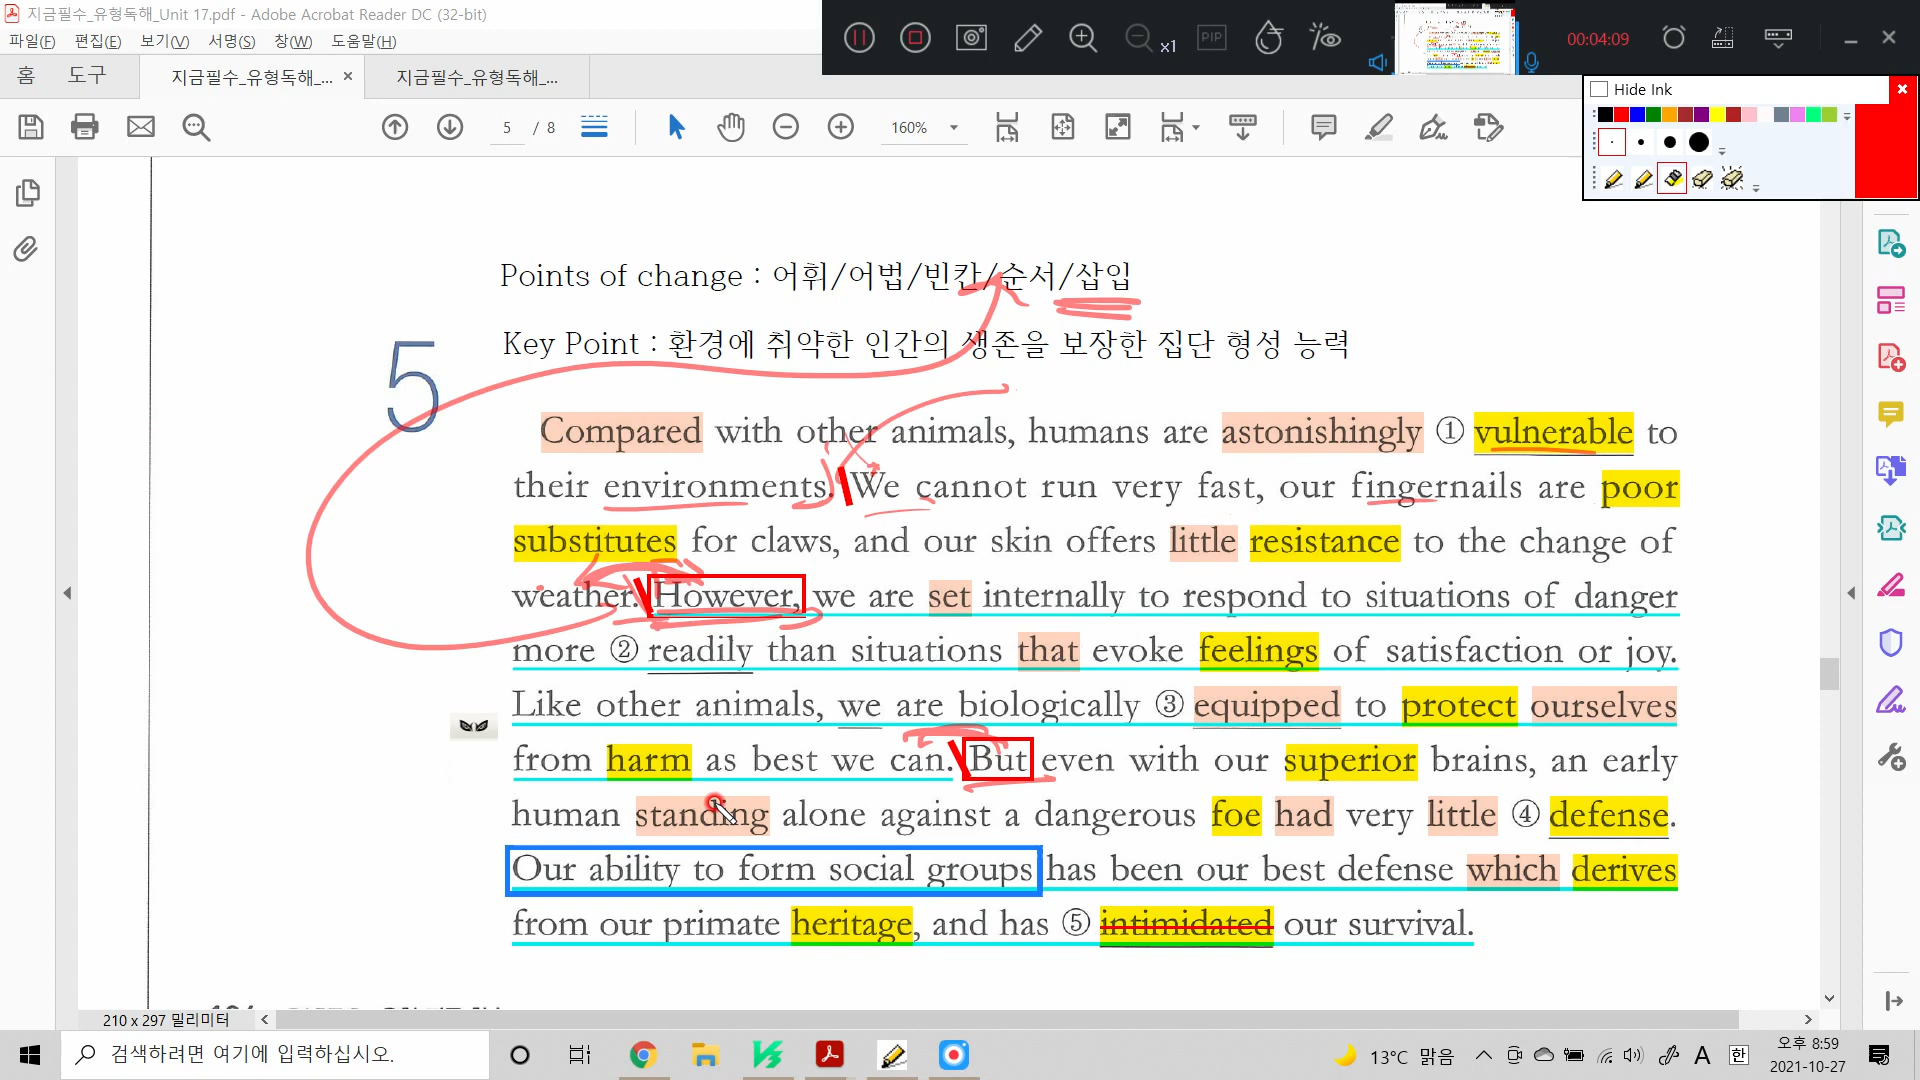 지금필수_유형독해_Unit 17.pdf - Adobe Acrobat Reader DC (32-bit)
파일(F) 편집(E) 보기(V) 서명(S) 창(W) 도움말(H)
x1 PIP 00:04:09
홈 도구 지금필수_유형독해_... × 지금필수_유형독해_...
Hide Ink
5 / 8 160%
Points of change : 어휘/어법/빈칸/순서/삽입
Key Point : 환경에 취약한 인간의 생존을 보장한 집단 형성 능력
5
Compared with other animals, humans are astonishingly ① vulnerable to
their environments. We cannot run very fast, our fingernails are poor
substitutes for claws, and our skin offers little resistance to the change of
weather. However, we are set internally to respond to situations of danger
more ② readily than situations that evoke feelings of satisfaction or joy.
Like other animals, we are biologically ③ equipped to protect ourselves
from harm as best we can. But even with our superior brains, an early
human standing alone against a dangerous foe had very little ④ defense.
Our ability to form social groups has been our best defense which derives
from our primate heritage, and has ⑤ intimidated our survival.
210 x 297 밀리미터
검색하려면 여기에 입력하십시오.
13°C 맑음 A 한 오후 8:59
2021-10-27